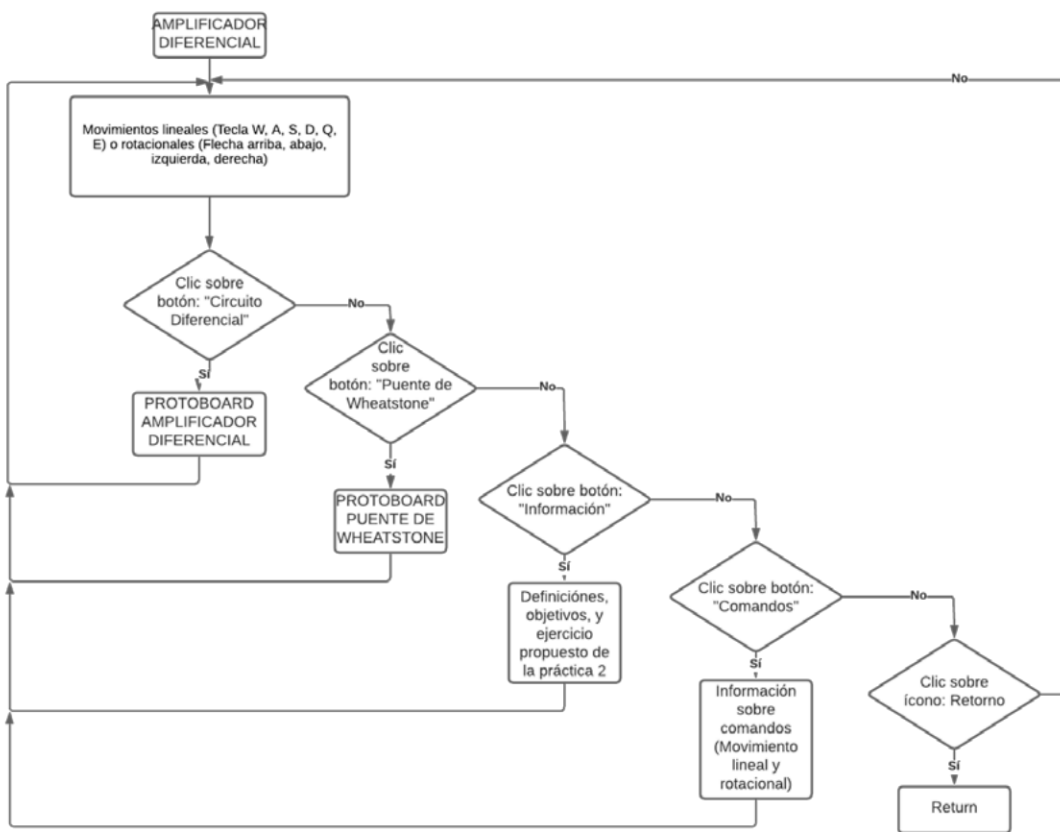 AMPLIFICADOR
DIFERENCIAL
No
Movimientos lineales (Tecla W, A, S, D, Q,
E) o rotacionales (Flecha arriba, abajo,
izquierda, derecha)
Clic sobre
botón: "Circuito
Diferencial"
No
Sí
Clic
sobre
botón: "Puente de
Wheatstone"
No
PROTOBOARD
AMPLIFICADOR
DIFERENCIAL
Sí
Clic sobre botón:
"Información"
No
PROTOBOARD
PUENTE DE
WHEATSTONE
Sí
Clic sobre botón:
"Comandos"
No
Definiciónes,
objetivos, y
ejercicio
propuesto de
la práctica 2
Sí
Clic sobre
ícono: Retorno
Información
sobre
comandos
(Movimiento
lineal y
rotacional)
Sí
Return